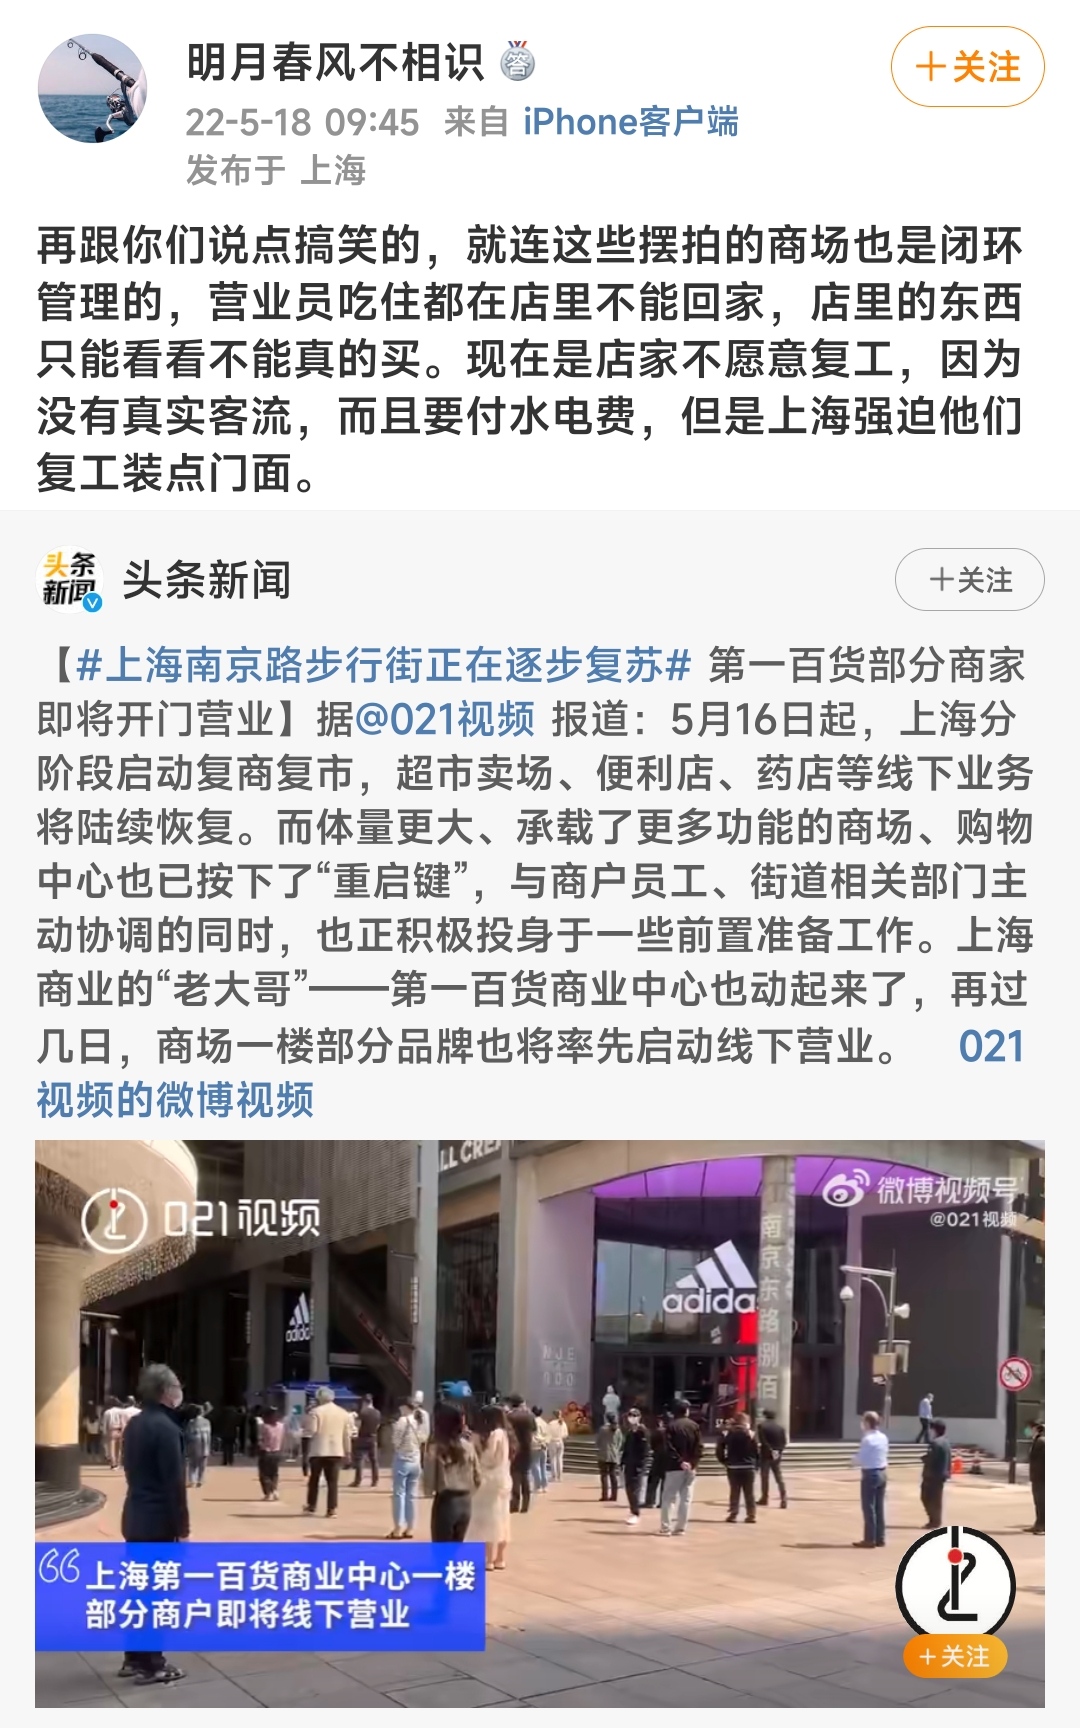 明月春风不相识 答
+关注
22-5-18 09:45 来自 iPhone客户端
发布于 上海
再跟你们说点搞笑的，就连这些摆拍的商场也是闭环
管理的，营业员吃住都在店里不能回家，店里的东西
只能看看不能真的买。现在是店家不愿意复工，因为
没有真实客流，而且要付水电费，但是上海强迫他们
复工装点门面。
头条新闻
头条新闻
+关注
【#上海南京路步行街正在逐步复苏# 第一百货部分商家
即将开门营业】据@021视频 报道：5月16日起，上海分
阶段启动复商复市，超市卖场、便利店、药店等线下业务
将陆续恢复。而体量更大、承载了更多功能的商场、购物
中心也已按下了“重启键”，与商户员工、街道相关部门主
动协调的同时，也正积极投身于一些前置准备工作。上海
商业的“老大哥”——第一百货商业中心也动起来了，再过
几日，商场一楼部分品牌也将率先启动线下营业。 021
视频的微博视频
021视频
微博视频号
@021视频
adidas
adidas
南京东路捌佰
上海第一百货商业中心一楼
部分商户即将线下营业
+关注